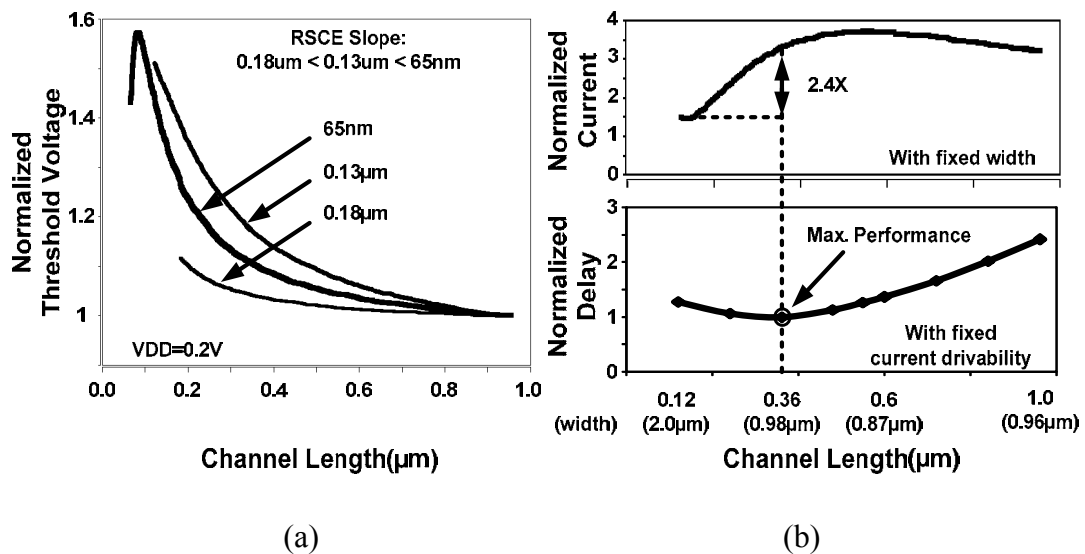 Normalized
Threshold Voltage
1.6
1.4
1.2
1
RSCE Slope:
0.18um < 0.13um < 65nm
65nm
0.13µm
0.18µm
VDD=0.2V
0.0 0.2 0.4 0.6 0.8 1.0
Channel Length(µm)
(a)
Normalized
Current
4
3
2
1
0
2.4X
With fixed width
Normalized
Delay
3
2
1
0
Max. Performance
With fixed
current drivability
0.12 0.36 0.6 1.0
(width) (2.0µm) (0.98µm) (0.87µm) (0.96µm)
Channel Length(µm)
(b)